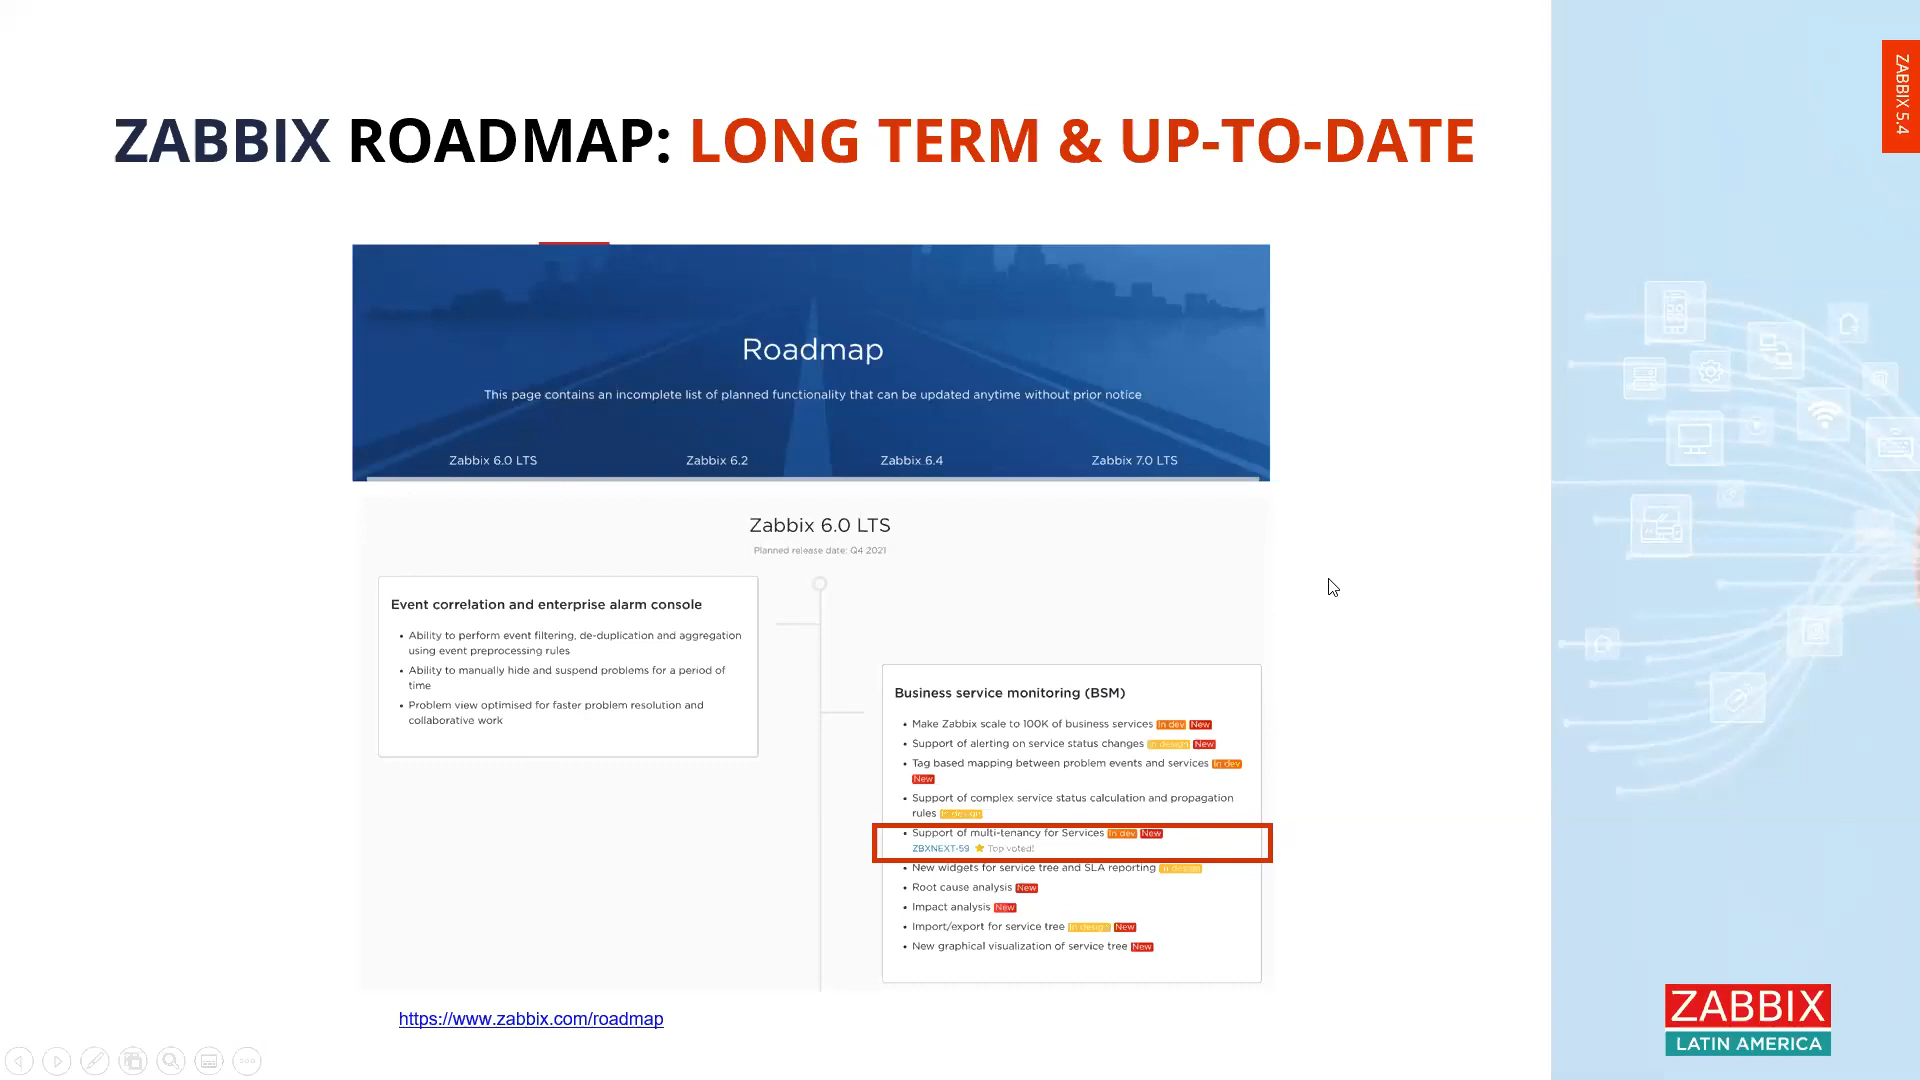 ZABBIX 5.4
ZABBIX ROADMAP: LONG TERM & UP-TO-DATE
Roadmap
This page contains an incomplete list of planned functionality that can be updated anytime without prior notice
Zabbix 6.0 LTS
Zabbix 6.2
Zabbix 6.4
Zabbix 7.0 LTS
Zabbix 6.0 LTS
Planned release date: Q4 2021
Event correlation and enterprise alarm console
• Ability to perform event filtering, de-duplication and aggregation
using event preprocessing rules
• Ability to manually hide and suspend problems for a period of
time
• Problem view optimised for faster problem resolution and
collaborative work
Business service monitoring (BSM)
• Make Zabbix scale to 100K of business services In dev New
• Support of alerting on service status changes In design New
• Tag based mapping between problem events and services In dev
New
• Support of complex service status calculation and propagation
rules In design
• Support of multi-tenancy for Services In dev New
ZBXNEXT-59 Top voted!
• New widgets for service tree and SLA reporting In design
• Root cause analysis New
• Impact analysis New
• Import/export for service tree In design New
• New graphical visualization of service tree New
https://www.zabbix.com/roadmap
ZABBIX
LATIN AMERICA